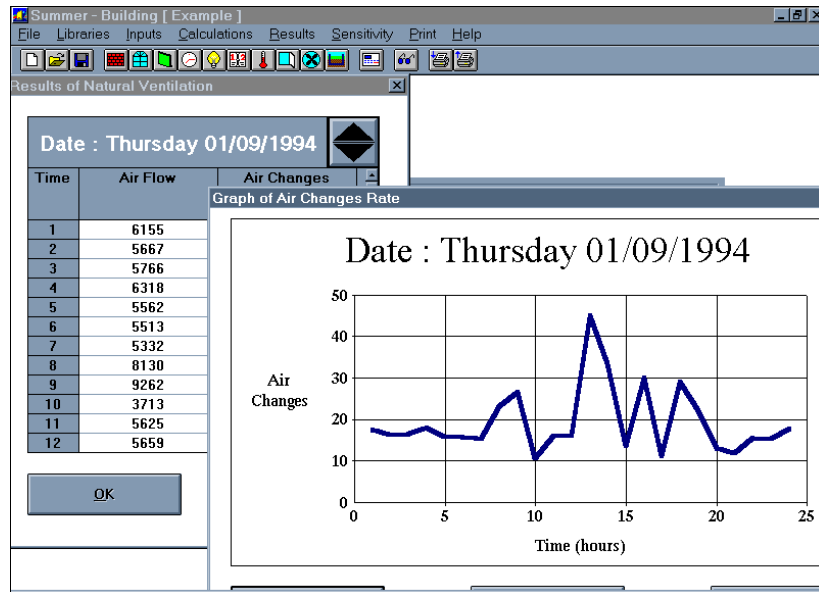 Summer - Building [ Example ]
File Libraries Inputs Calculations Results Sensitivity Print Help
Results of Natural Ventilation
Date : Thursday 01/09/1994
Time Air Flow Air Changes
1 6155
2 5667
3 5766
4 6318
5 5562
6 5513
7 5332
8 8130
9 9262
10 3713
11 5625
12 5659
OK
Graph of Air Changes Rate
Date : Thursday 01/09/1994
50
40
30
20
10
0
Air
Changes
0 5 10 15 20 25
Time (hours)